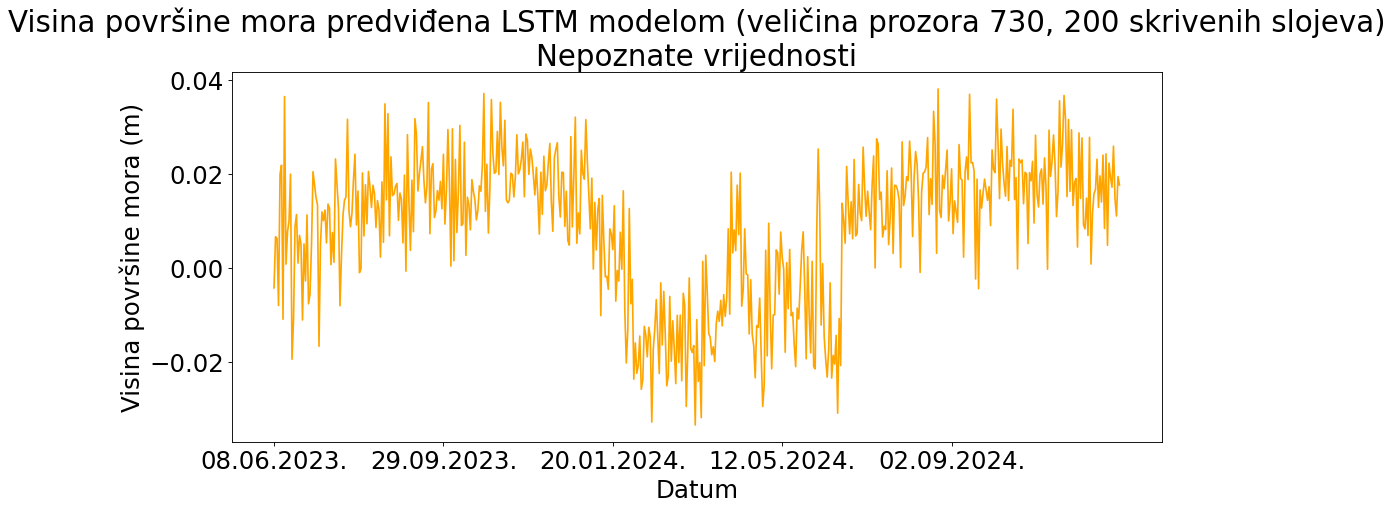 Visina površine mora predviđena LSTM modelom (veličina prozora 730, 200 skrivenih slojeva)
Nepoznate vrijednosti
Visina površine mora (m)
0.04
0.02
0.00
−0.02
08.06.2023. 29.09.2023. 20.01.2024. 12.05.2024. 02.09.2024.
Datum